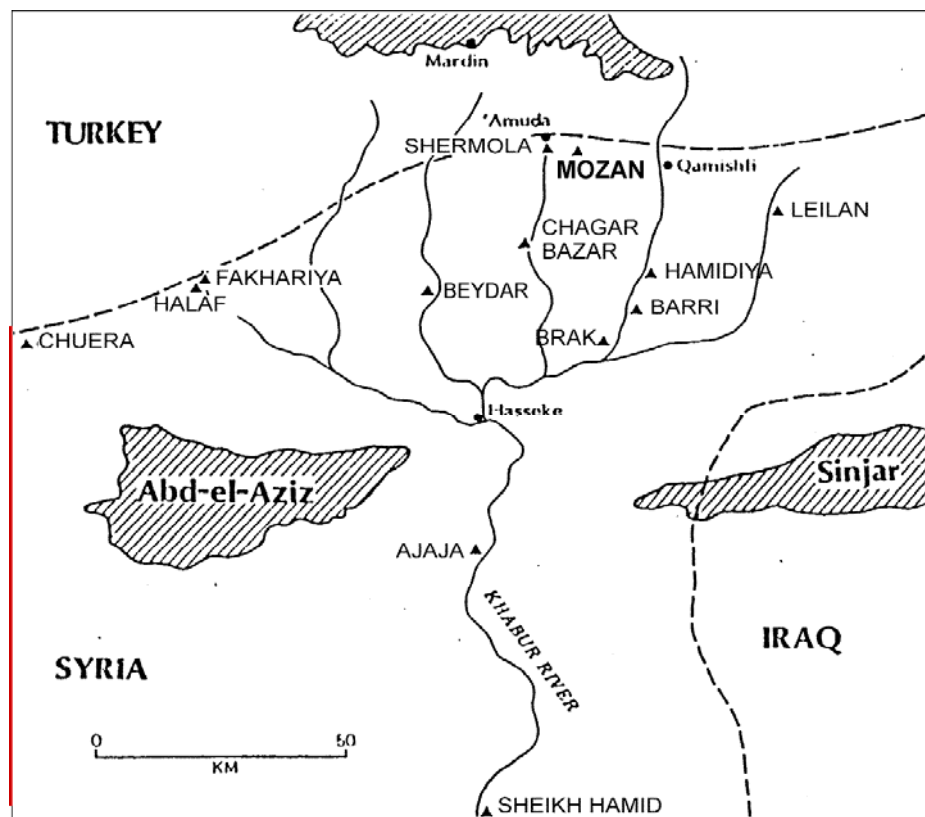 Mardin
TURKEY
'Amuda
SHERMOLA
MOZAN
Qamishli
LEILAN
CHAGAR
BAZAR
FAKHARIYA
HAMIDIYA
HALAF
BEYDAR
BARRI
CHUERA
BRAK
Hasseke
Abd-el-Aziz
Sinjar
AJAJA
KHABUR RIVER
IRAQ
SYRIA
0 50
KM
SHEIKH HAMID